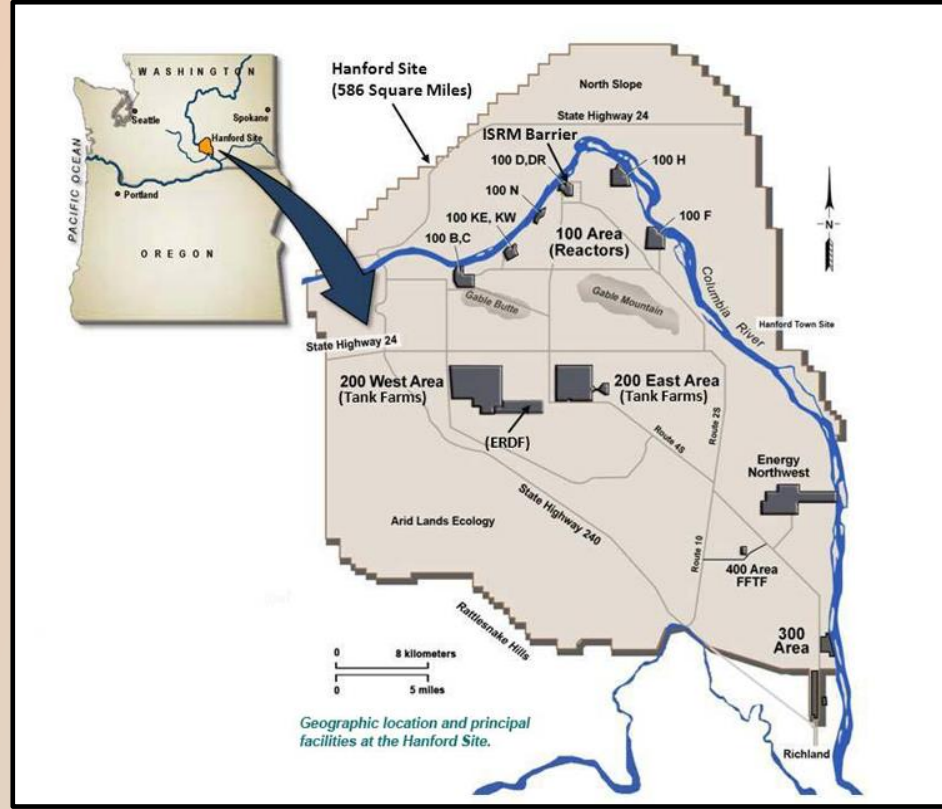 WASHINGTON
Seattle
Spokane
Hanford Site
PACIFIC OCEAN
Portland
OREGON
Hanford Site
(586 Square Miles)
North Slope
State Highway 24
ISRM Barrier
100 D,DR
100 H
100 N
100 KE, KW
100 F
100 B,C
100 Area
(Reactors)
N
Gable Butte
Gable Mountain
Columbia River
Hanford Town Site
State Highway 24
200 West Area
(Tank Farms)
200 East Area
(Tank Farms)
(ERDF)
Route 2S
Route 4S
Energy
Northwest
State Highway 240
Arid Lands Ecology
Route 10
400 Area
FFTF
Rattlesnake Hills
300
Area
0 8 kilometers
0 5 miles
Geographic location and principal
facilities at the Hanford Site.
Richland